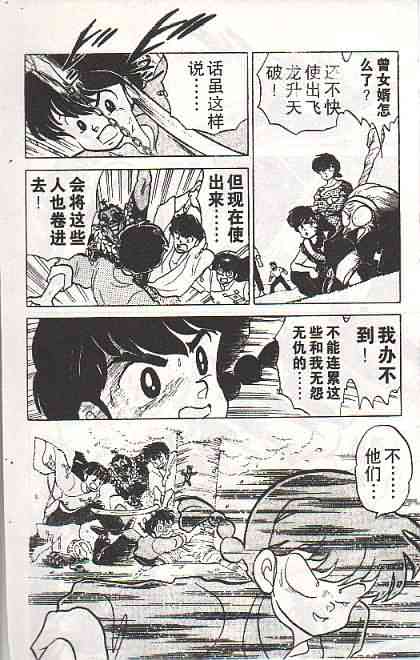 曾女婿怎
么了？
还不快
使出飞
龙升天
破！
话虽这样
说……
但现在使
出来……
会将这些
人也卷进
去！
我办不
到！
不能连累这
些和我无怨
无仇的……
不……
他们…